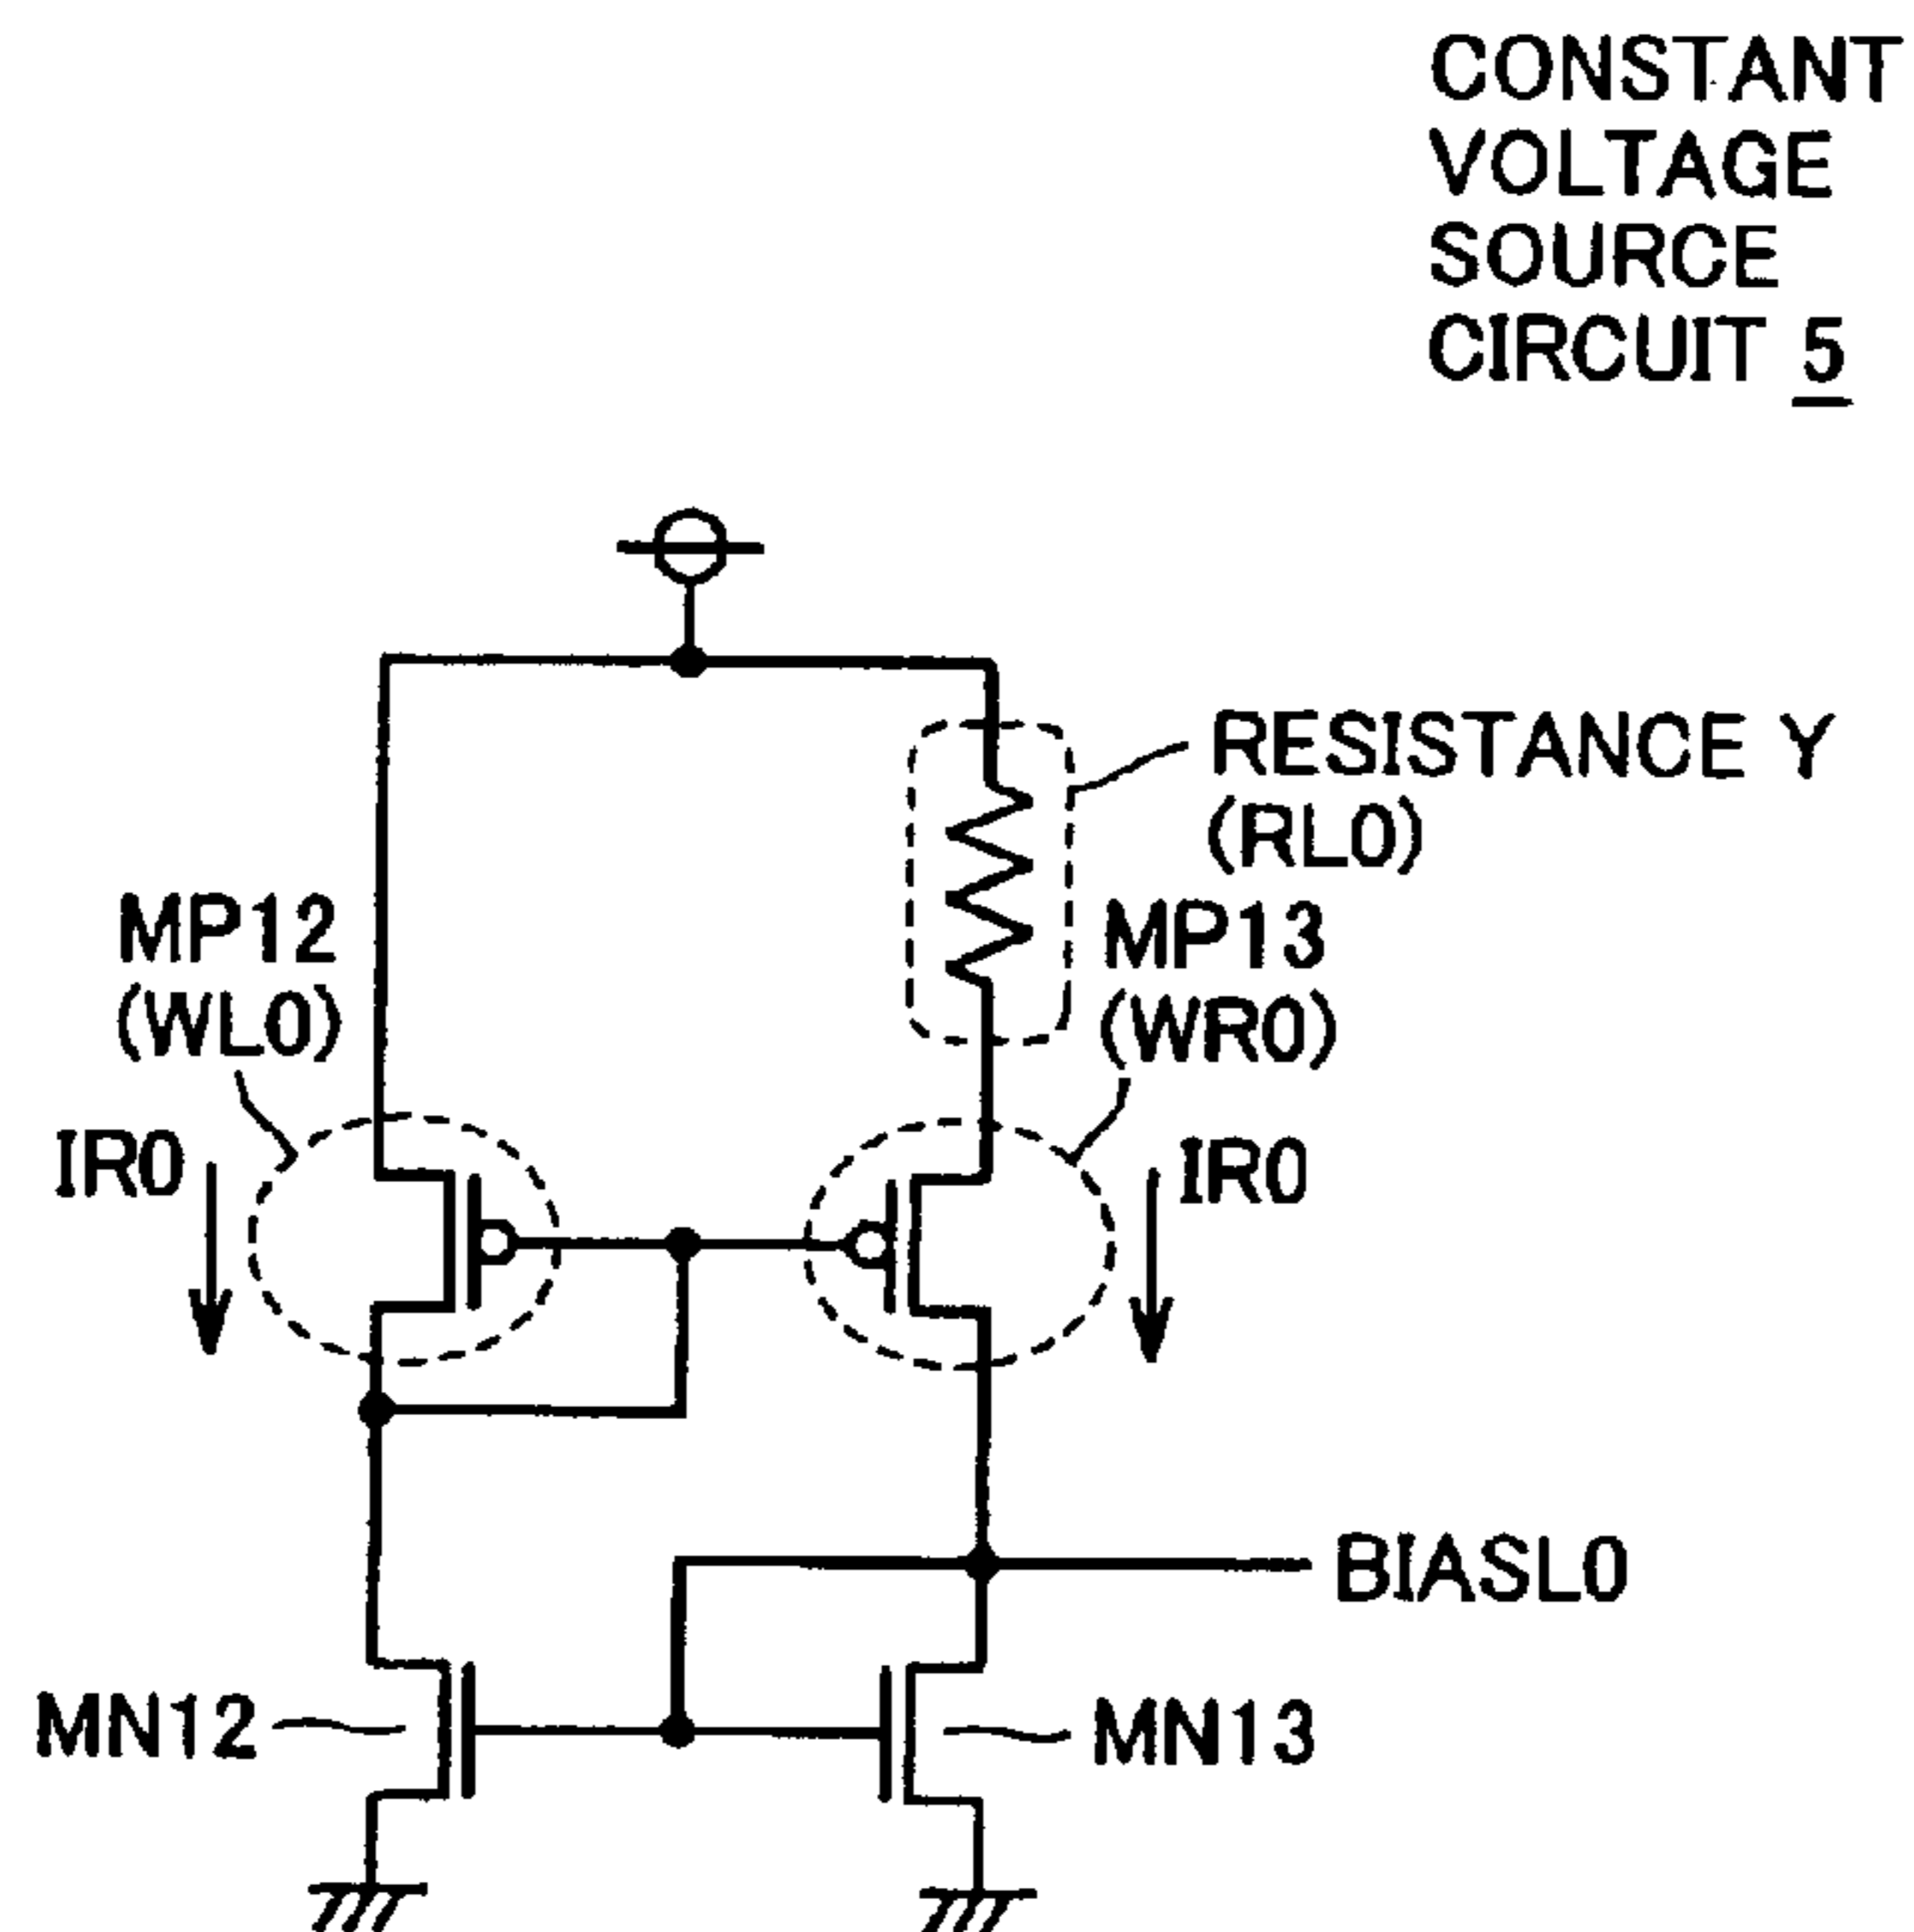 CONSTANT
VOLTAGE
SOURCE
CIRCUIT 5
RESISTANCE Y
(RL0)
MP12
(WL0)
MP13
(WR0)
IR0
IR0
BIASL0
MN12
MN13